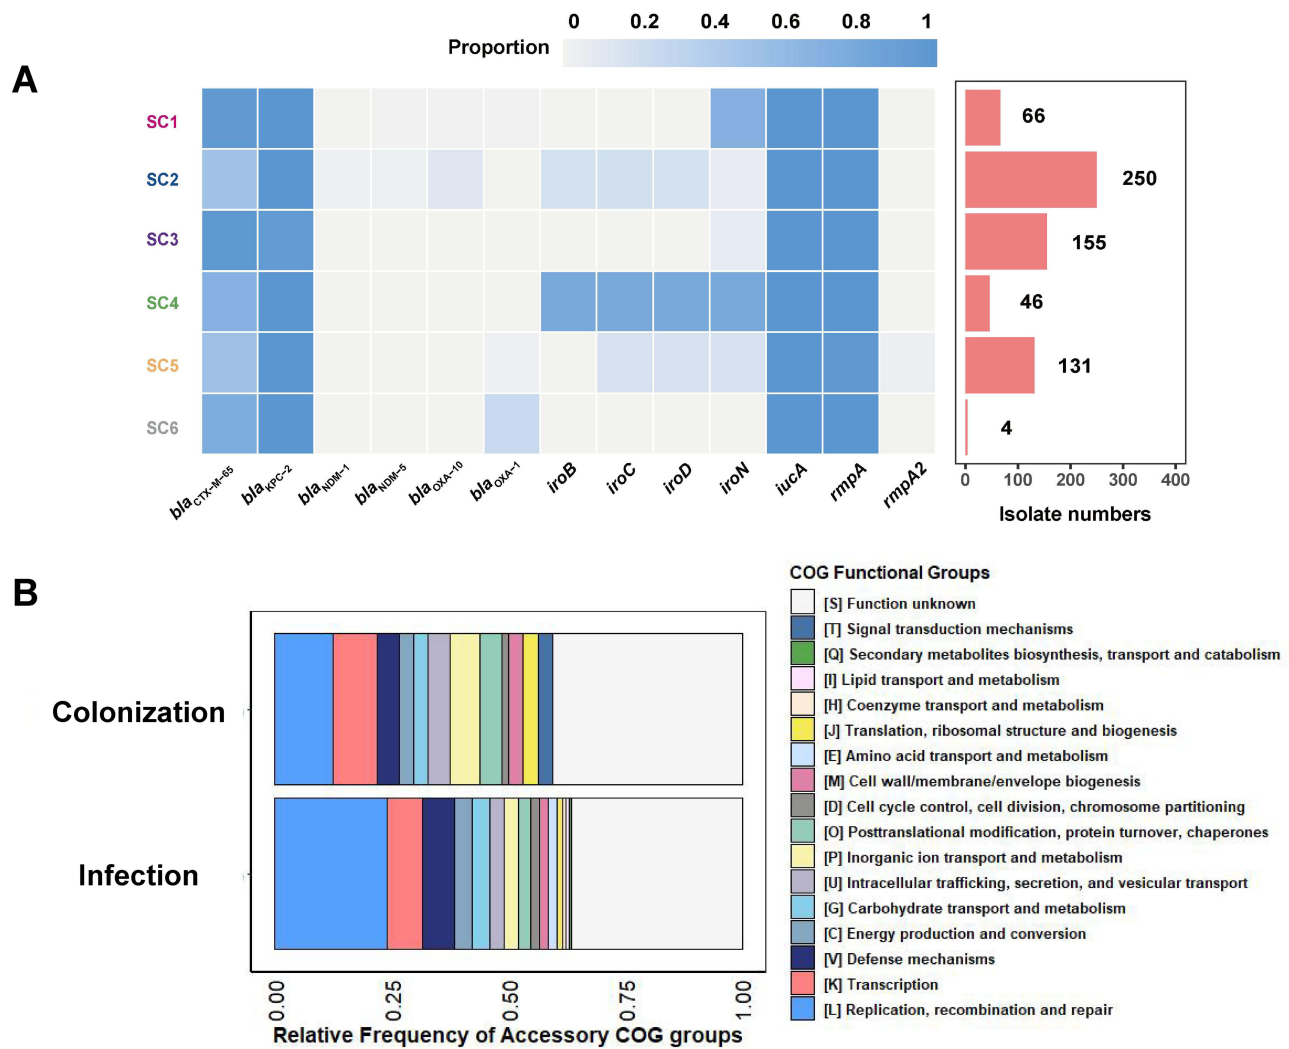 0 0.2 0.4 0.6 0.8 1
Proportion
A
SC1
66
SC2
250
SC3
155
SC4
46
SC5
131
SC6
4
blaCTX−M−65 blaKPC−2 blaNDM−1 blaNDM−5 blaOXA−10 blaOXA−1 iroB iroC iroD iroN iucA rmpA rmpA2
0 100 200 300 400
Isolate numbers
B
COG Functional Groups
[S] Function unknown
[T] Signal transduction mechanisms
[Q] Secondary metabolites biosynthesis, transport and catabolism
[I] Lipid transport and metabolism
[H] Coenzyme transport and metabolism
[J] Translation, ribosomal structure and biogenesis
[E] Amino acid transport and metabolism
[M] Cell wall/membrane/envelope biogenesis
[D] Cell cycle control, cell division, chromosome partitioning
[O] Posttranslational modification, protein turnover, chaperones
[P] Inorganic ion transport and metabolism
[U] Intracellular trafficking, secretion, and vesicular transport
[G] Carbohydrate transport and metabolism
[C] Energy production and conversion
[V] Defense mechanisms
[K] Transcription
[L] Replication, recombination and repair
Colonization
Infection
0.00 0.25 0.50 0.75 1.00
Relative Frequency of Accessory COG groups